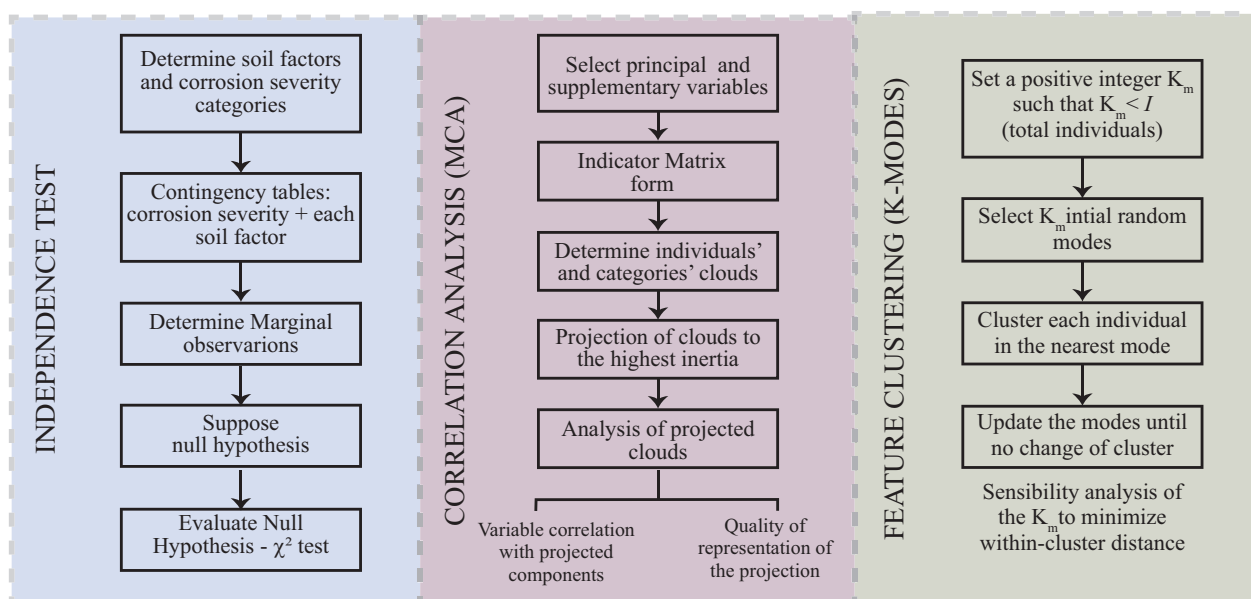 INDEPENDENCE TEST
Determine soil factors
and corrosion severity
categories
Contingency tables:
corrosion severity + each
soil factor
Determine Marginal
observarions
Suppose
null hypothesis
Evaluate Null
Hypothesis - χ² test
CORRELATION ANALYSIS (MCA)
Select principal and
supplementary variables
Indicator Matrix
form
Determine individuals’
and categories’ clouds
Projection of clouds to
the highest inertia
Analysis of projected
clouds
Variable correlation
with projected
components
Quality of
representation of
the projection
FEATURE CLUSTERING (K-MODES)
Set a positive integer Kₘ
such that Kₘ < I
(total individuals)
Select Kₘ intial random
modes
Cluster each individual
in the nearest mode
Update the modes until
no change of cluster
Sensibility analysis of
the Kₘ to minimize
within-cluster distance